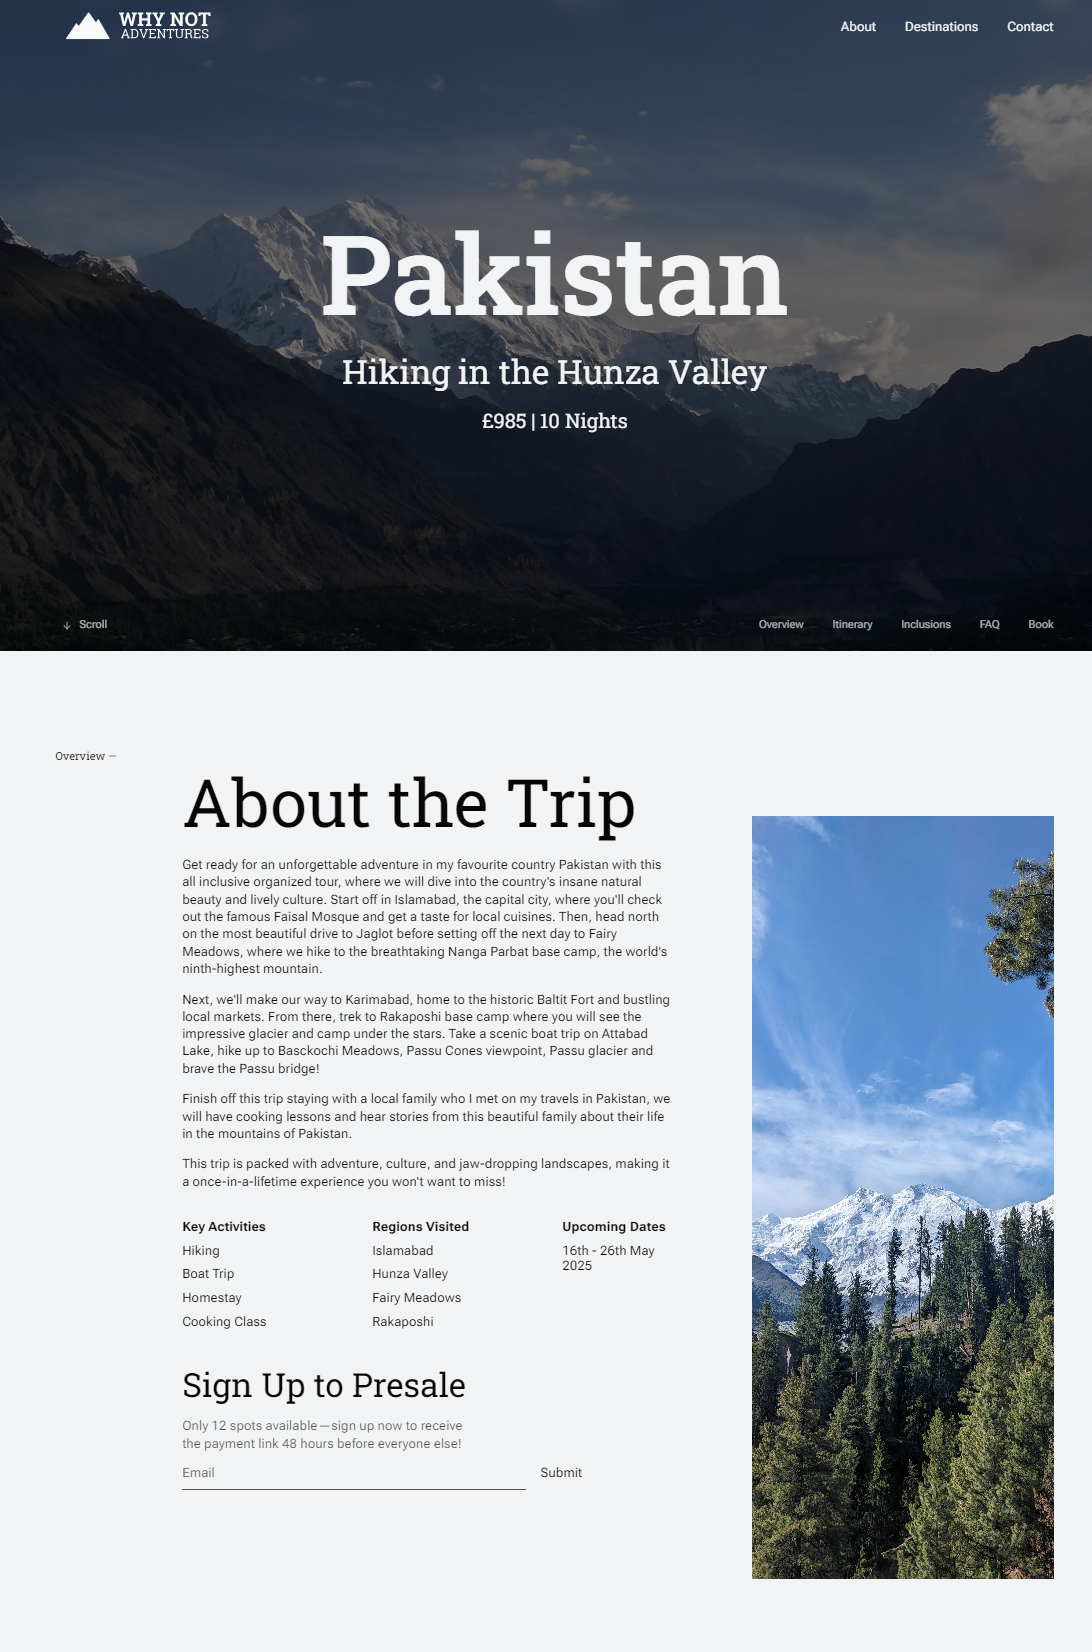 WHY NOT
ADVENTURES
About
Destinations
Contact
Pakistan
Hiking in the Hunza Valley
£985 | 10 Nights
↓ Scroll
Overview
Itinerary
Inclusions
FAQ
Book
Overview —
About the Trip
Get ready for an unforgettable adventure in my favourite country Pakistan with this
all inclusive organized tour, where we will dive into the country's insane natural
beauty and lively culture. Start off in Islamabad, the capital city, where you'll check
out the famous Faisal Mosque and get a taste for local cuisines. Then, head north
on the most beautiful drive to Jaglot before setting off the next day to Fairy
Meadows, where we hike to the breathtaking Nanga Parbat base camp, the world's
ninth-highest mountain.
Next, we'll make our way to Karimabad, home to the historic Baltit Fort and bustling
local markets. From there, trek to Rakaposhi base camp where you will see the
impressive glacier and camp under the stars. Take a scenic boat trip on Attabad
Lake, hike up to Basckochi Meadows, Passu Cones viewpoint, Passu glacier and
brave the Passu bridge!
Finish off this trip staying with a local family who I met on my travels in Pakistan, we
will have cooking lessons and hear stories from this beautiful family about their life
in the mountains of Pakistan.
This trip is packed with adventure, culture, and jaw-dropping landscapes, making it
a once-in-a-lifetime experience you won't want to miss!
Key Activities
Hiking
Boat Trip
Homestay
Cooking Class
Regions Visited
Islamabad
Hunza Valley
Fairy Meadows
Rakaposhi
Upcoming Dates
16th - 26th May
2025
Sign Up to Presale
Only 12 spots available—sign up now to receive
the payment link 48 hours before everyone else!
Email
Submit